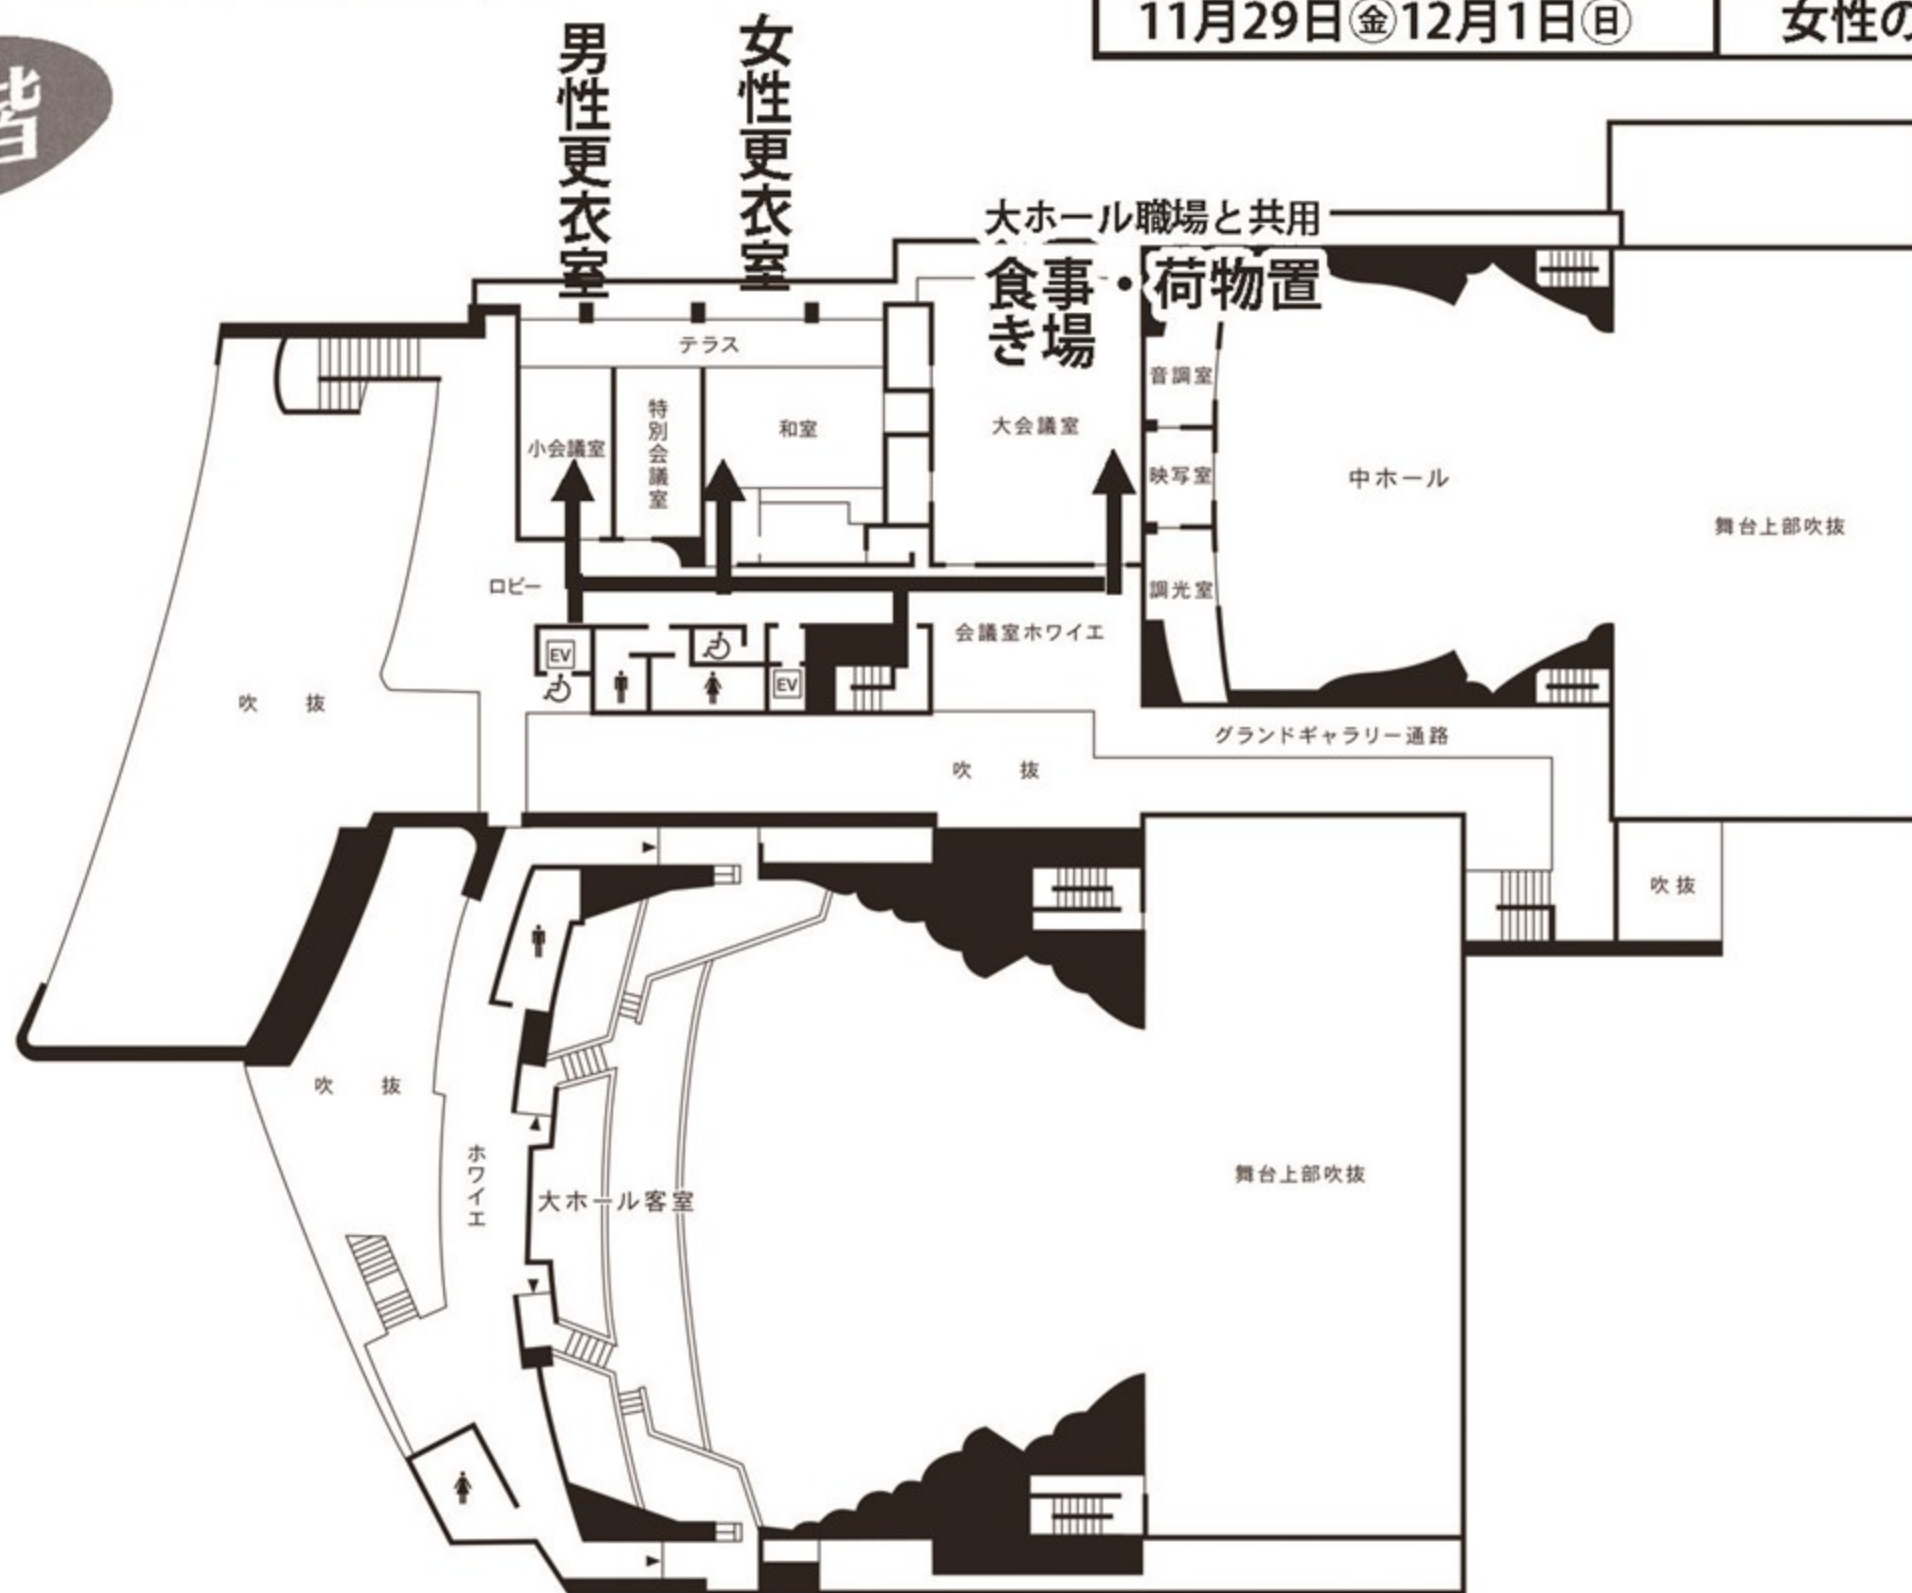 11月29日㊎12月1日㊐
女性の
階
男性更衣室
女性更衣室
大ホール職場と共用
食事・荷物置
き場
テラス
小会議室
特別会議室
和室
大会議室
音調室
映写室
調光室
中ホール
舞台上部吹抜
ロビー
EV
EV
会議室ホワイエ
吹 抜
グランドギャラリー通路
吹 抜
吹抜
吹 抜
ホワイエ
大ホール客室
舞台上部吹抜